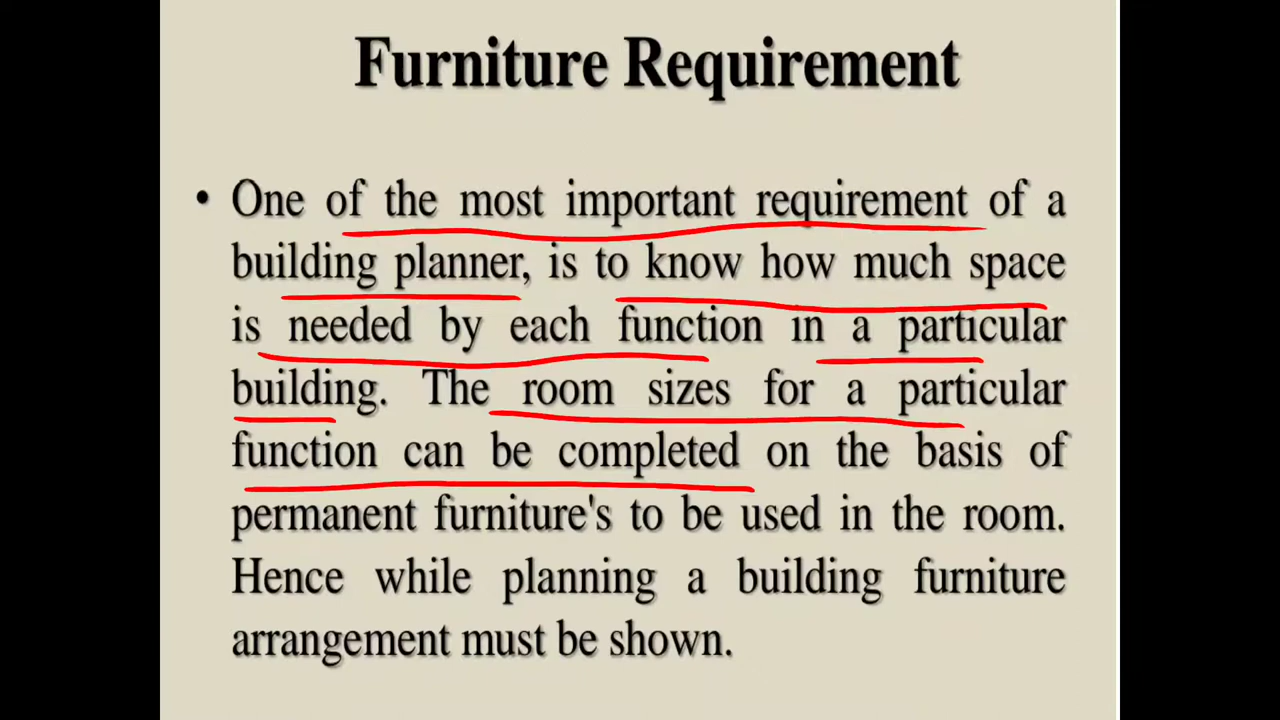 Furniture Requirement
• One of the most important requirement of a
building planner, is to know how much space
is needed by each function in a particular
building. The room sizes for a particular
function can be completed on the basis of
permanent furniture's to be used in the room.
Hence while planning a building furniture
arrangement must be shown.